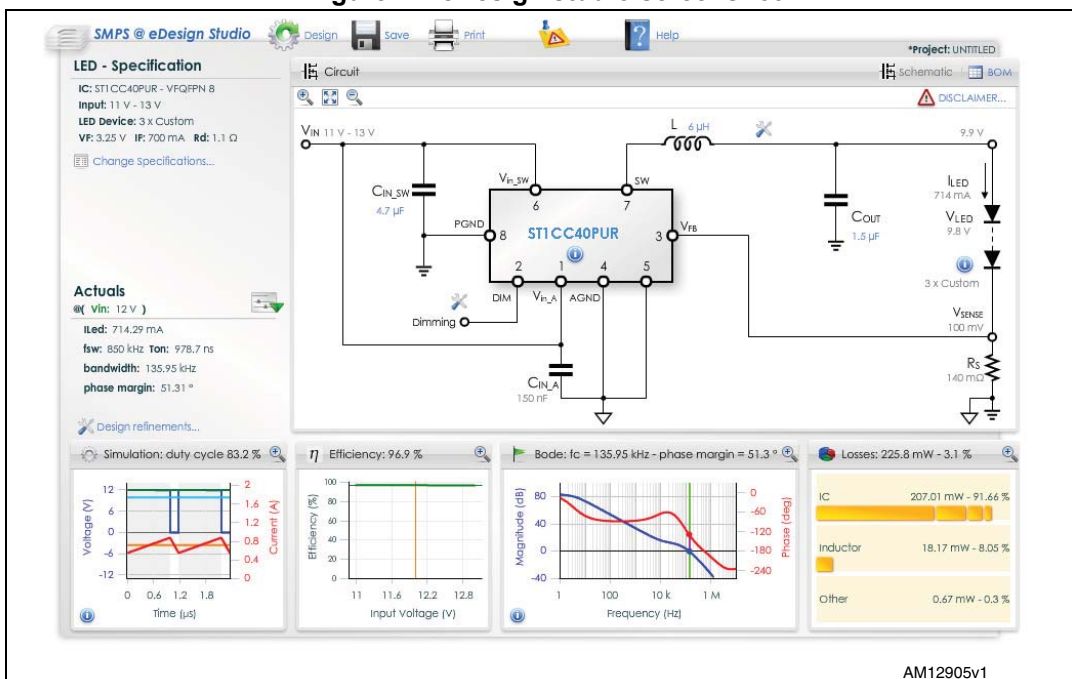 SMPS @ eDesign Studio
Design
Save
Print
Help
*Project: UNTITLED
LED - Specification
IC: ST1CC40PUR - VFQFPN 8
Input: 11 V - 13 V
LED Device: 3 x Custom
VF: 3.25 V IF: 700 mA Rd: 1.1 Ω
Change Specifications...
Actuals
@( Vin: 12 V )
ILed: 714.29 mA
fsw: 850 kHz Ton: 978.7 ns
bandwidth: 135.95 kHz
phase margin: 51.31 °
Design refinements...
Circuit
Schematic
BOM
DISCLAIMER...
VIN 11 V - 13 V
L 6 µH
9.9 V
CIN_SW
4.7 µF
Vin_SW
SW
6
7
PGND
8
ST1CC40PUR
3
VFB
2
1
4
5
DIM
Vin_A
AGND
Dimming
CIN_A
150 nF
COUT
1.5 µF
ILED
714 mA
VLED
9.8 V
3 x Custom
VSENSE
100 mV
RS
140 mΩ
Simulation: duty cycle 83.2 %
Voltage (V)
12
6
0
-6
-12
2
1.6
1.2
0.8
0.4
0
Current (A)
0 0.6 1.2 1.8
Time (µs)
η Efficiency: 96.9 %
Efficiency (%)
100
80
60
40
20
0
11 11.6 12.2 12.8
Input Voltage (V)
Bode: fc = 135.95 kHz - phase margin = 51.3 °
Magnitude (dB)
80
40
0
-40
0
-60
-120
-180
-240
Phase (deg)
1 100 10 k 1 M
Frequency (Hz)
Losses: 225.8 mW - 3.1 %
IC 207.01 mW - 91.66 %
Inductor 18.17 mW - 8.05 %
Other 0.67 mW - 0.3 %
AM12905v1